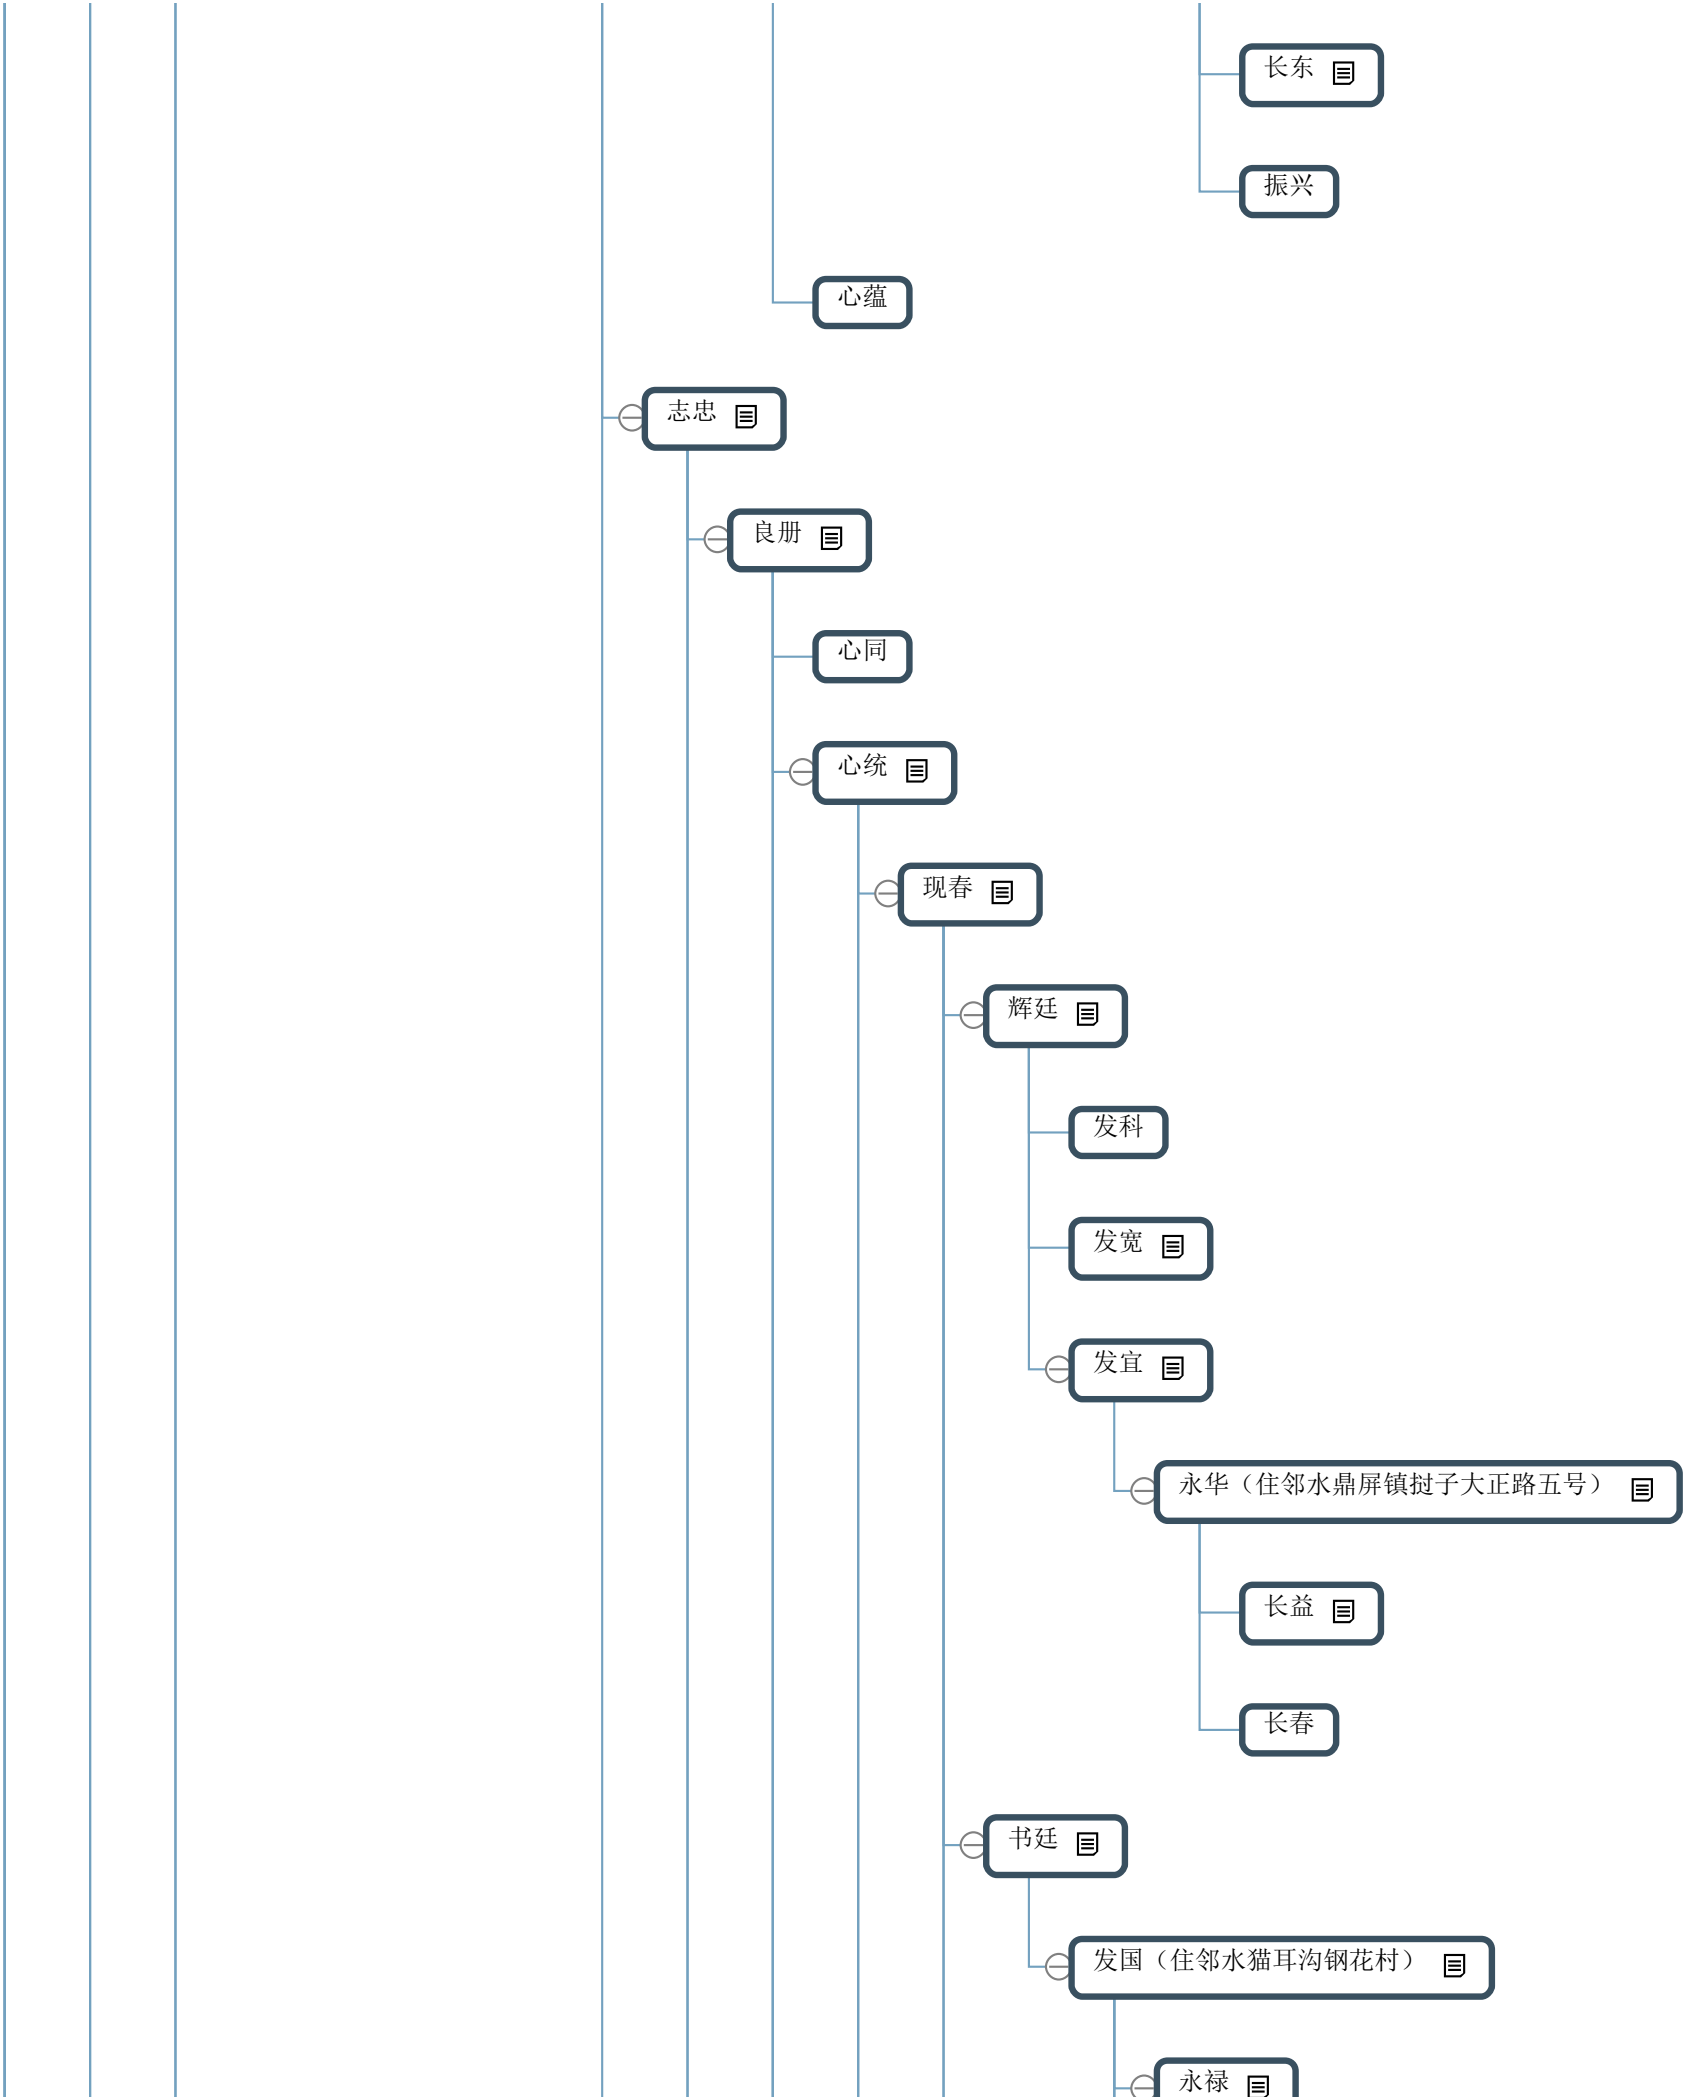 长东
振兴
心蕴
志忠
良册
心同
心统
现春
辉廷
发科
发宽
发宜
永华（住邻水鼎屏镇挝子大正路五号）
长益
长春
书廷
发国（住邻水猫耳沟钢花村）
永禄